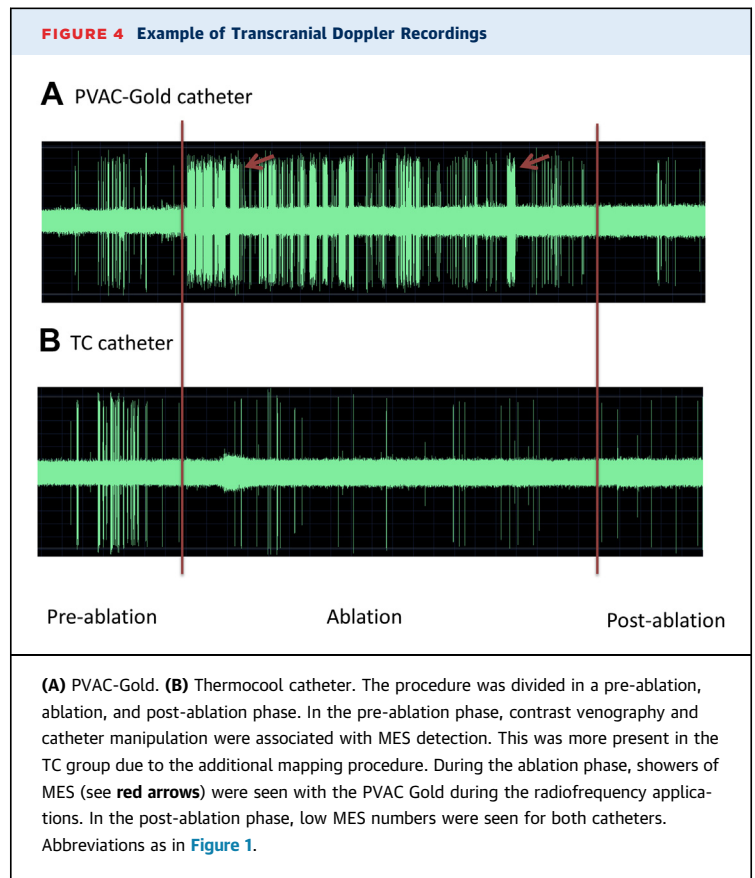 FIGURE 4 Example of Transcranial Doppler Recordings
A PVAC-Gold catheter
B TC catheter
Pre-ablation Ablation Post-ablation
(A) PVAC-Gold. (B) Thermocool catheter. The procedure was divided in a pre-ablation,
ablation, and post-ablation phase. In the pre-ablation phase, contrast venography and
catheter manipulation were associated with MES detection. This was more present in the
TC group due to the additional mapping procedure. During the ablation phase, showers of
MES (see red arrows) were seen with the PVAC Gold during the radiofrequency applica-
tions. In the post-ablation phase, low MES numbers were seen for both catheters.
Abbreviations as in Figure 1.